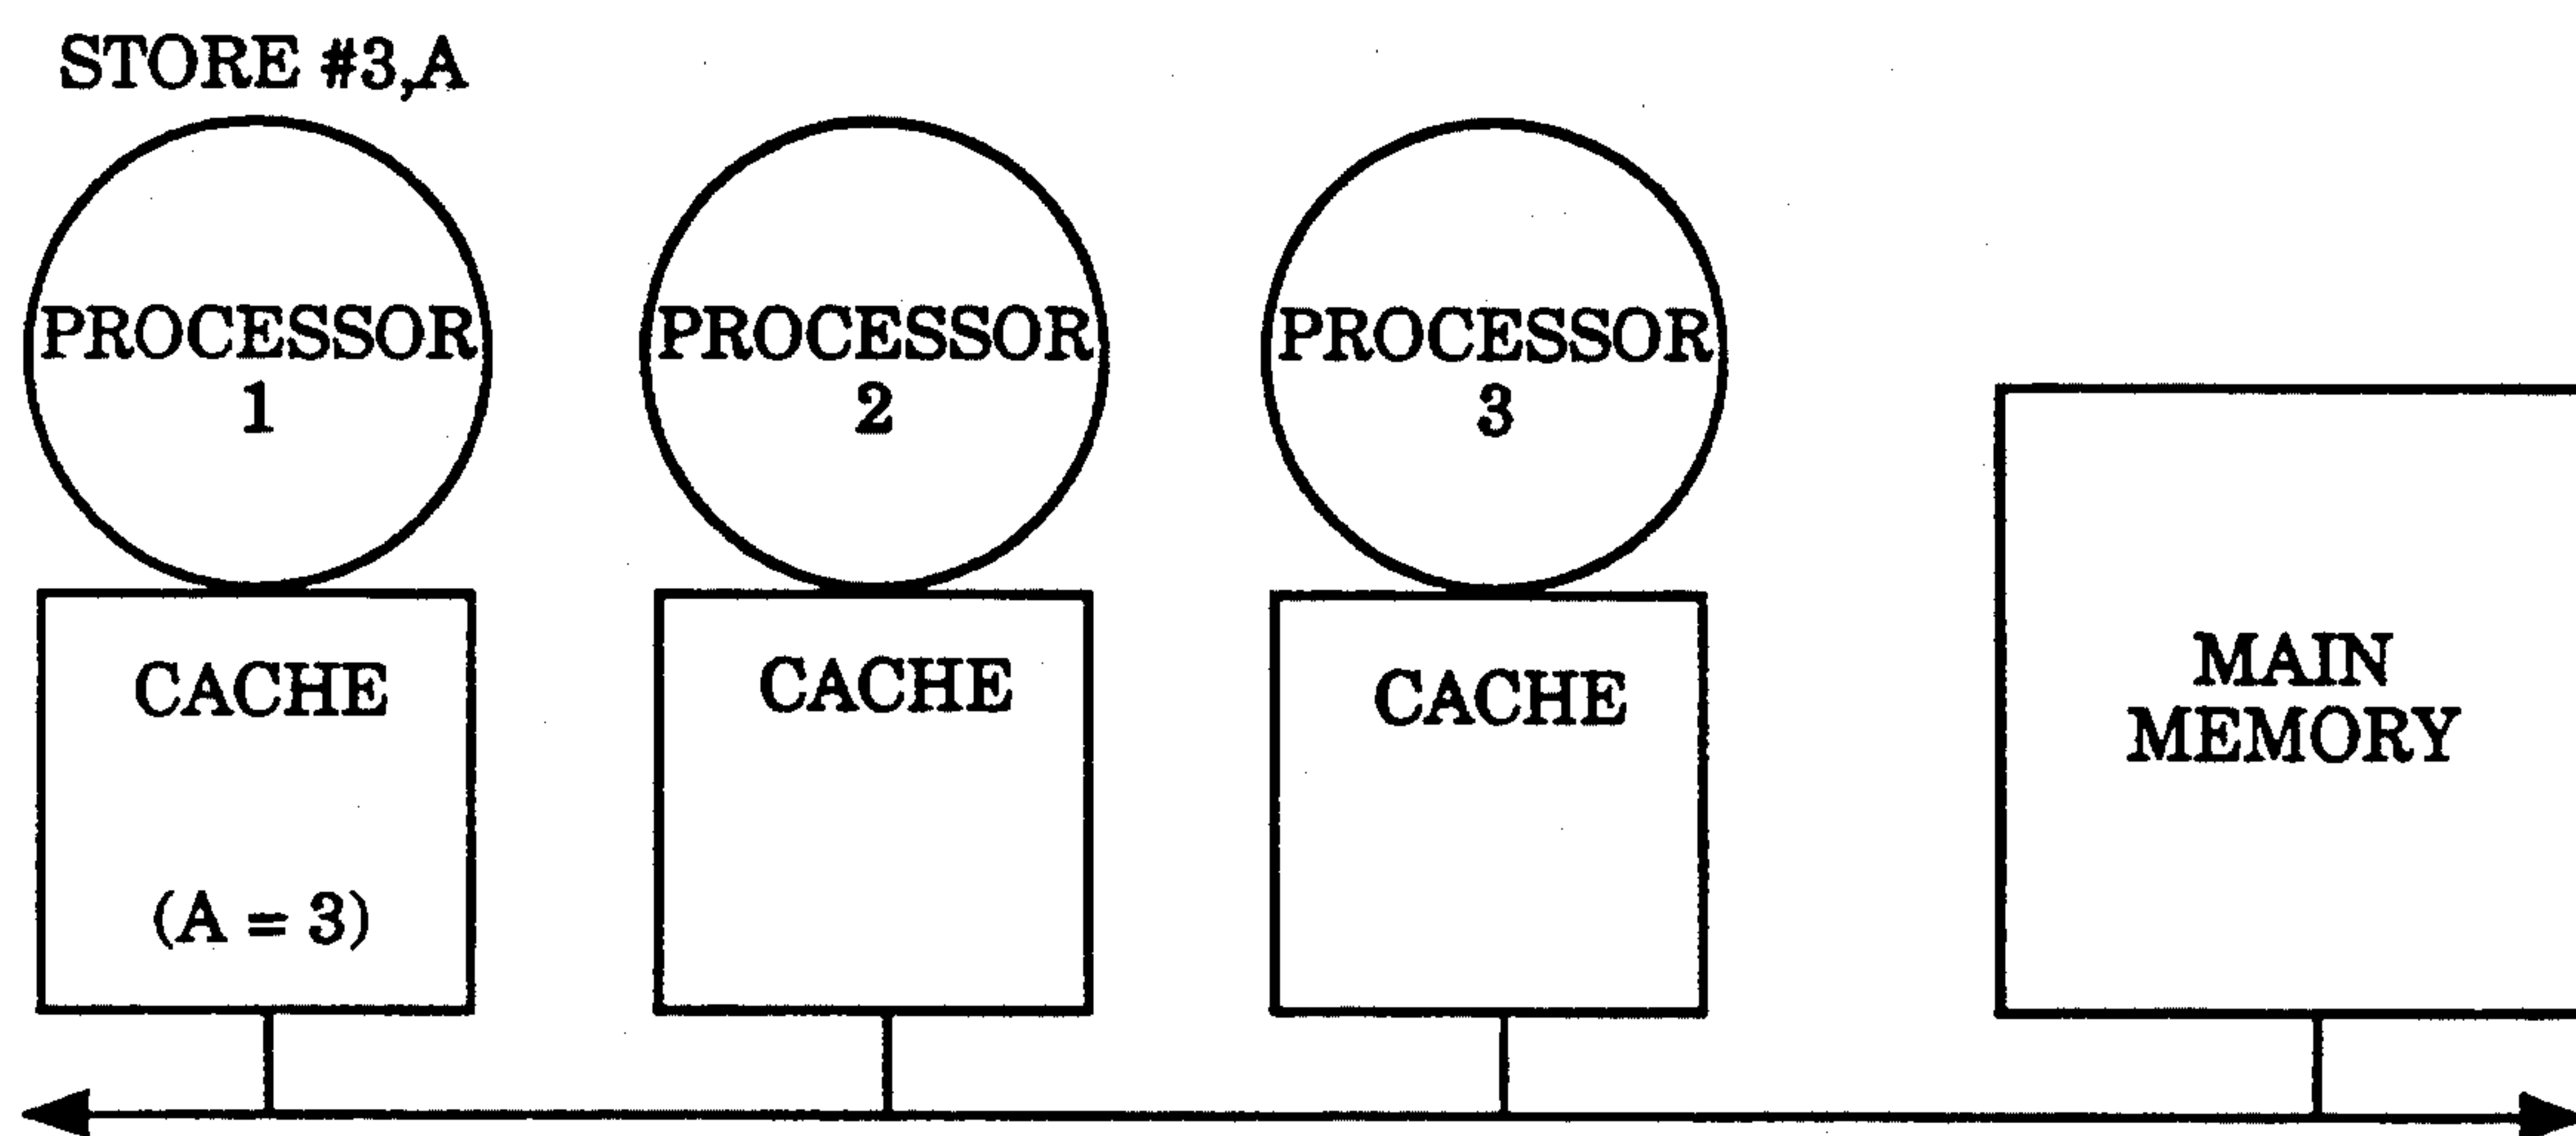 STORE #3,A
PROCESSOR
1
PROCESSOR
2
PROCESSOR
3
CACHE
(A = 3)
CACHE
CACHE
MAIN
MEMORY